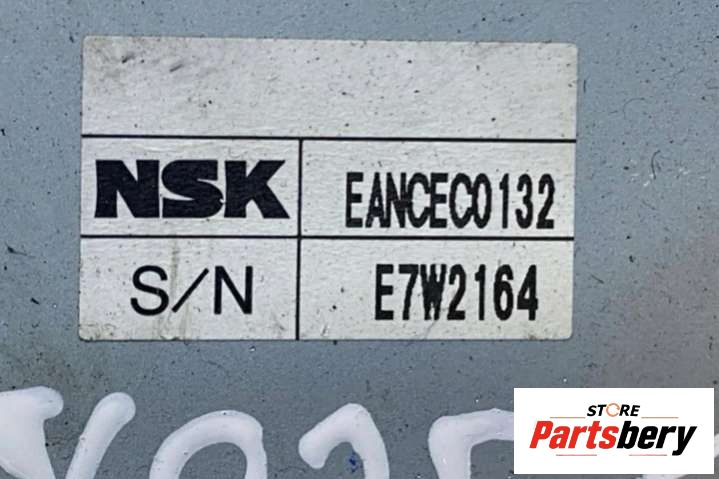 NSK EANCEC0132
S/N E7W2164
STORE
Partsbery